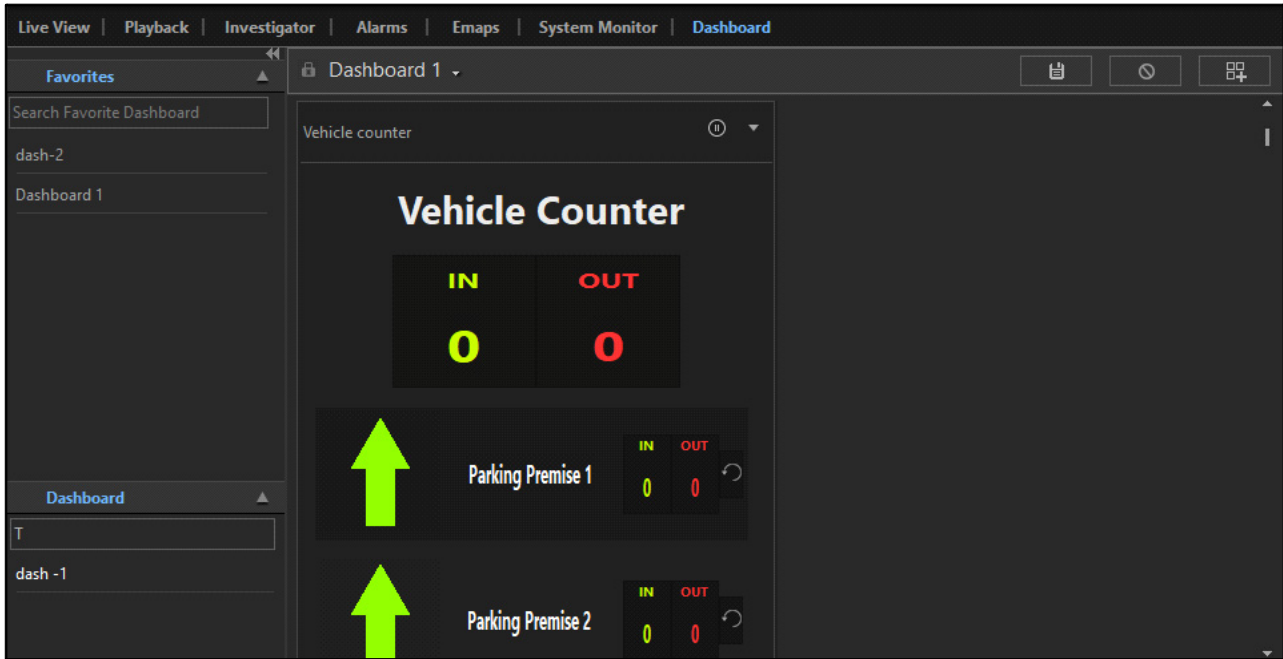 Live View | Playback | Investigator | Alarms | Emaps | System Monitor | Dashboard
Favorites
Search Favorite Dashboard
dash-2
Dashboard 1
Dashboard
T
dash -1
Dashboard 1
Vehicle counter
Vehicle Counter
IN OUT
0 0
Parking Premise 1
IN OUT
0 0
Parking Premise 2
IN OUT
0 0